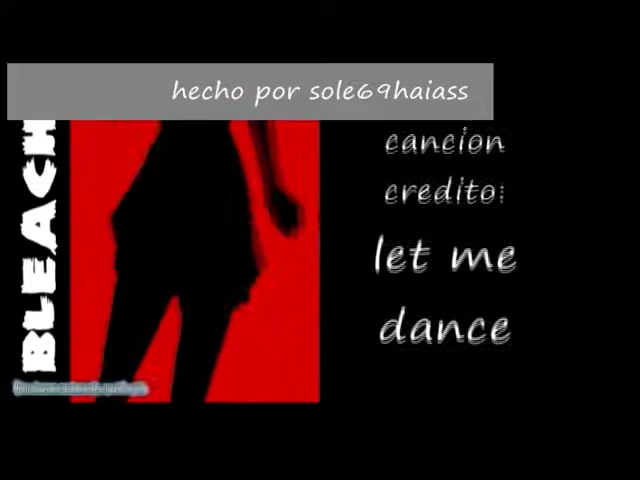 hecho por sole69haiass
BLEACH
cancion
credito:
let me
dance